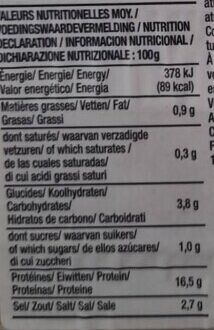 VALEURS NUTRITIONELLES MOY. /
VOEDINGSWAARDEVERMELDING / NUTRITION
DECLARATION / INFORMACION NUTRICIONAL /
DICHIARAZIONE NUTRIZIONALE : 100g
Énergie/ Energie/ Energy/ 378 kJ
Valor energético/ Energia (89 kcal)
Matières grasses/ Vetten/ Fat/ 0,9 g
Grasas/ Grassi
dont saturés/ waarvan verzadigde
vetzuren/ of which saturates / 0,3 g
de las cuales saturadas/
di cui acidi grassi saturi
Glucides/ Koolhydraten/
Carbohydrates/ 3,8 g
Hidratos de carbono/ Carboidrati
dont sucres/ waarvan suikers/
of which sugars/ de ellos azúcares/ 1,0 g
di cui zuccheri
Protéines/ Eiwitten/ Protein/ 16,5 g
Proteínas/ Proteine
Sel/ Zout/ Salt/ Sal/ Sale 2,7 g